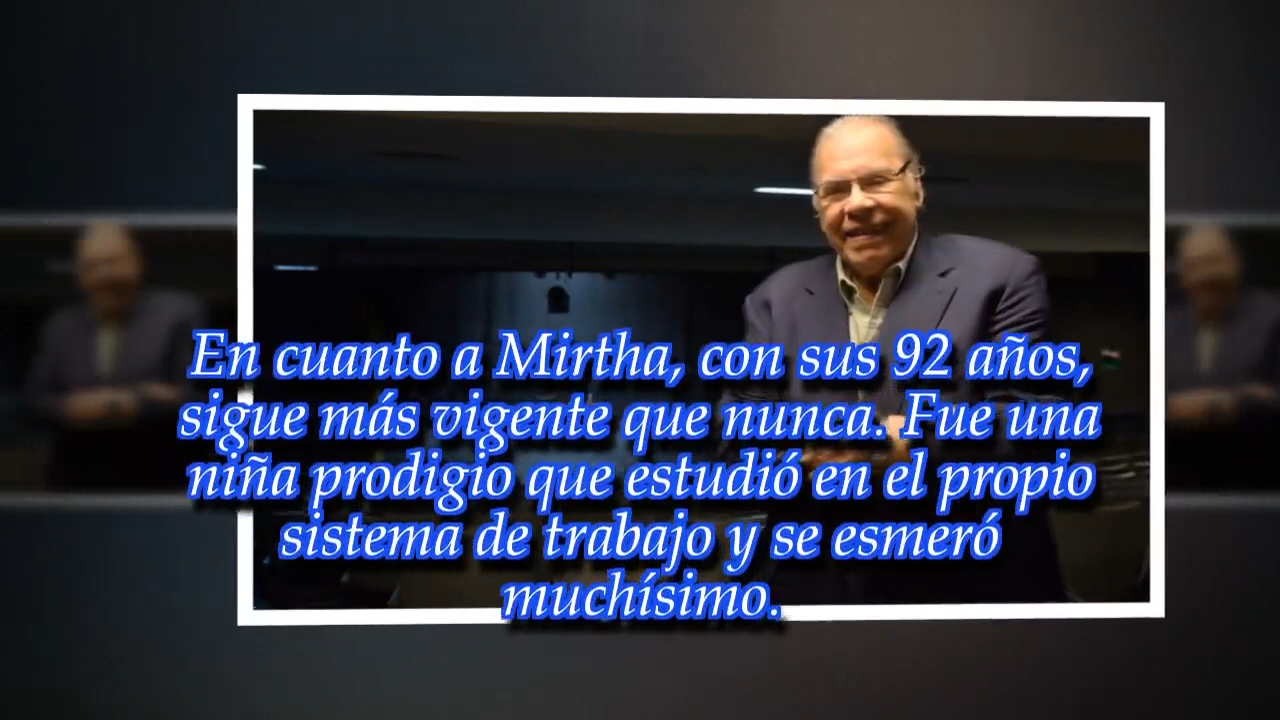 En cuanto a Mirtha, con sus 92 años,
sigue más vigente que nunca. Fue una
niña prodigio que estudió en el propio
sistema de trabajo y se esmeró
muchísimo.